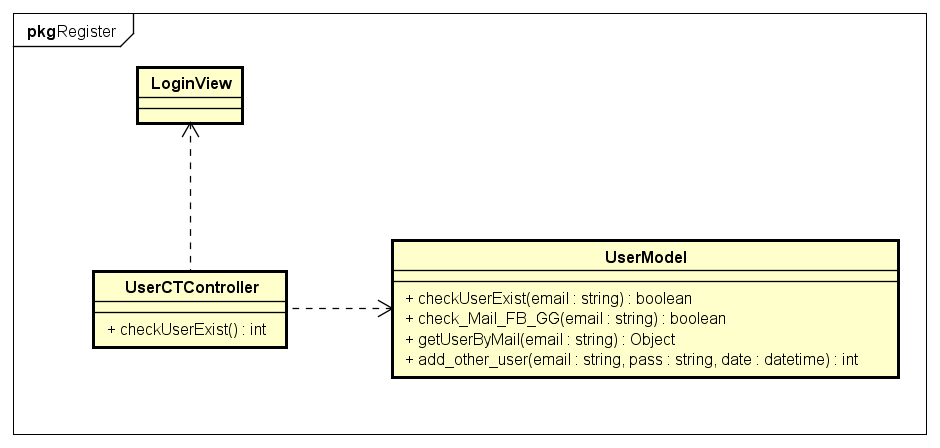 pkgRegister
LoginView
UserCTController
+ checkUserExist() : int
UserModel
+ checkUserExist(email : string) : boolean
+ check_Mail_FB_GG(email : string) : boolean
+ getUserByMail(email : string) : Object
+ add_other_user(email : string, pass : string, date : datetime) : int